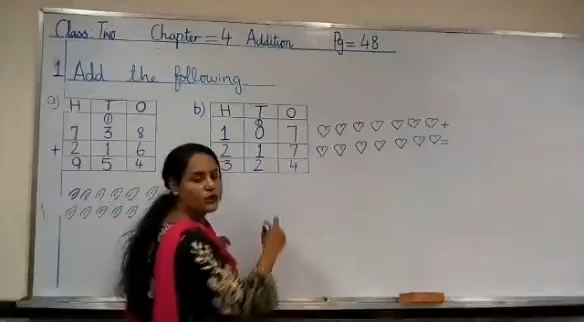 Class: Two Chapter = 4 Addition Pg = 48
1 Add the following
a) H T O
①
7 3 8
+ 2 1 6
9 5 4
b) H T O
1 0 7
2 1 7
3 2 4
+
=